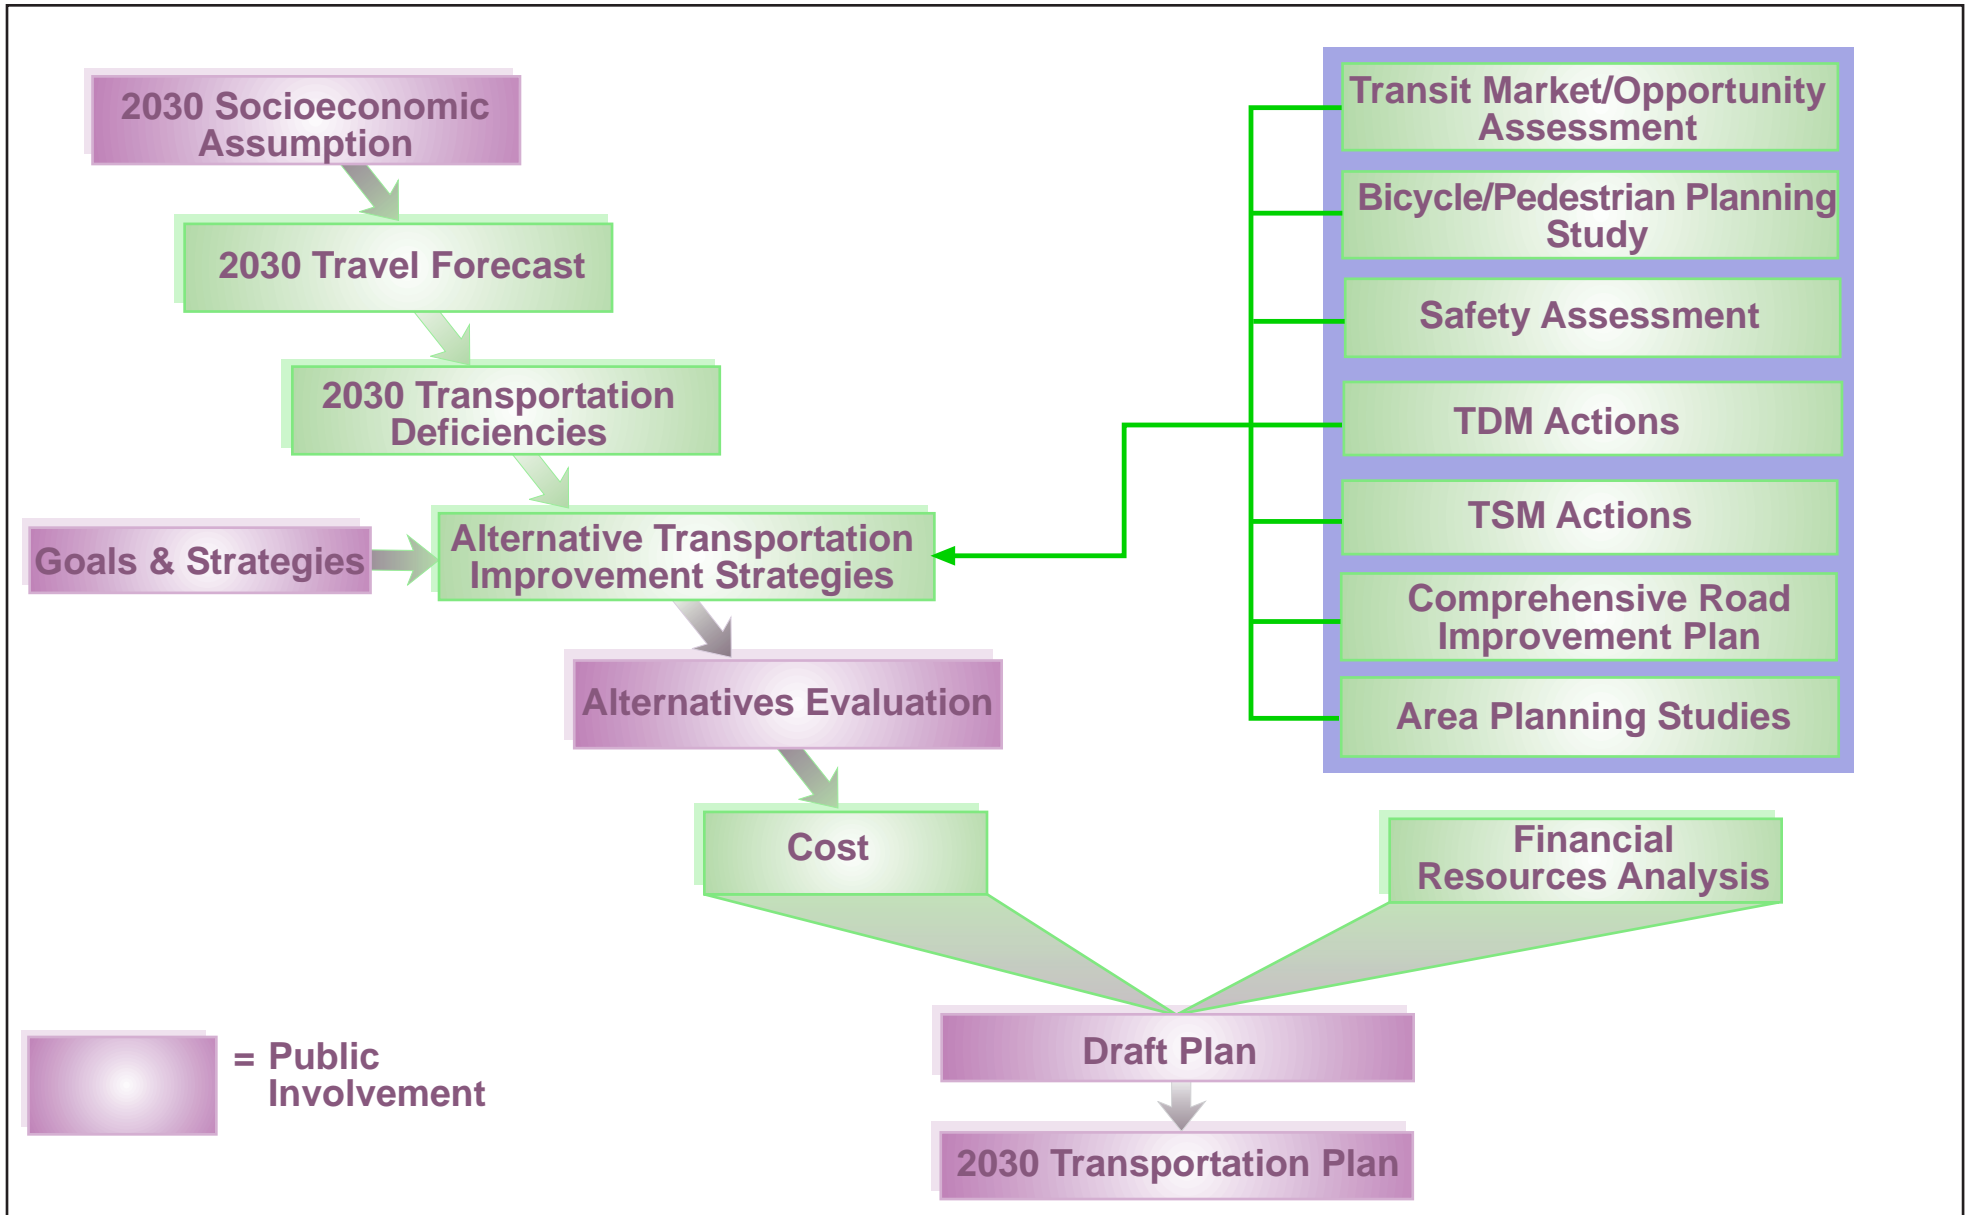 2030 Socioeconomic
Assumption
2030 Travel Forecast
2030 Transportation
Deficiencies
Goals & Strategies
Alternative Transportation
Improvement Strategies
Alternatives Evaluation
Cost
Transit Market/Opportunity
Assessment
Bicycle/Pedestrian Planning
Study
Safety Assessment
TDM Actions
TSM Actions
Comprehensive Road
Improvement Plan
Area Planning Studies
Financial
Resources Analysis
Draft Plan
2030 Transportation Plan
= Public
Involvement